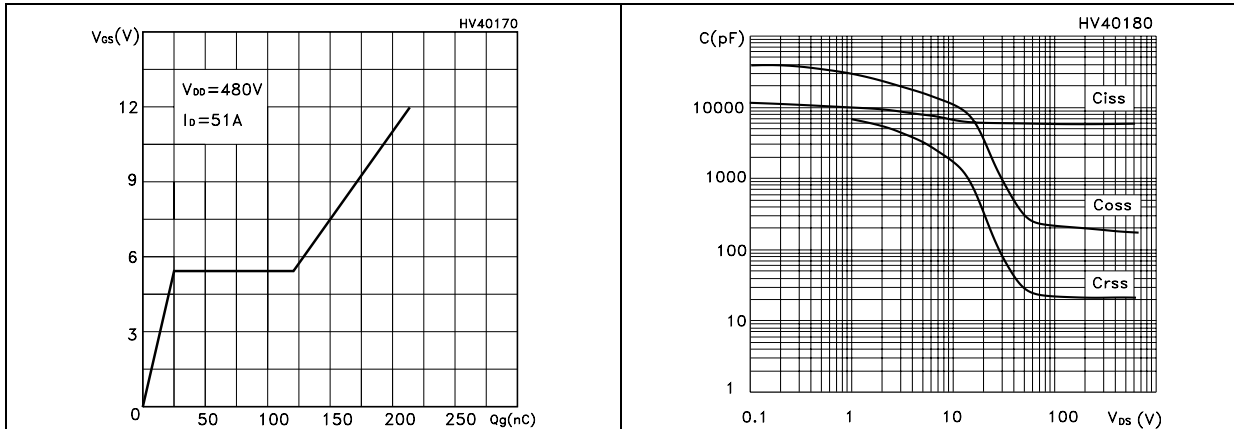 HV40170
VGS(V)
VDD=480V
ID=51A
12
9
6
3
0
50
100
150
200
250
Qg(nC)
HV40180
C(pF)
Ciss
10000
1000
Coss
100
Crss
10
1
0.1
1
10
100
VDS (V)